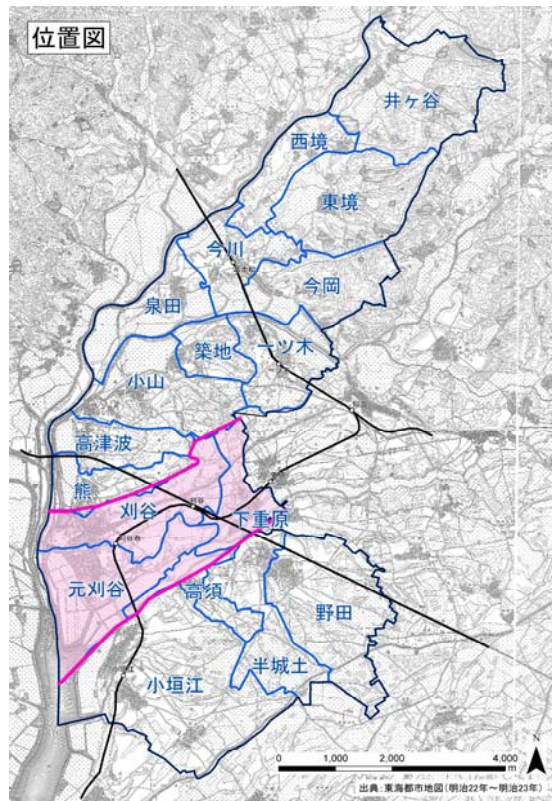 位置図
井ヶ谷
西境
東境
今川
今岡
泉田
築地
一ツ木
小山
高津波
熊
刈谷
下重原
元刈谷
高須
野田
半城土
小垣江
N
0 1,000 2,000 4,000
m
出典：東海都市地図（明治22年～明治23年）